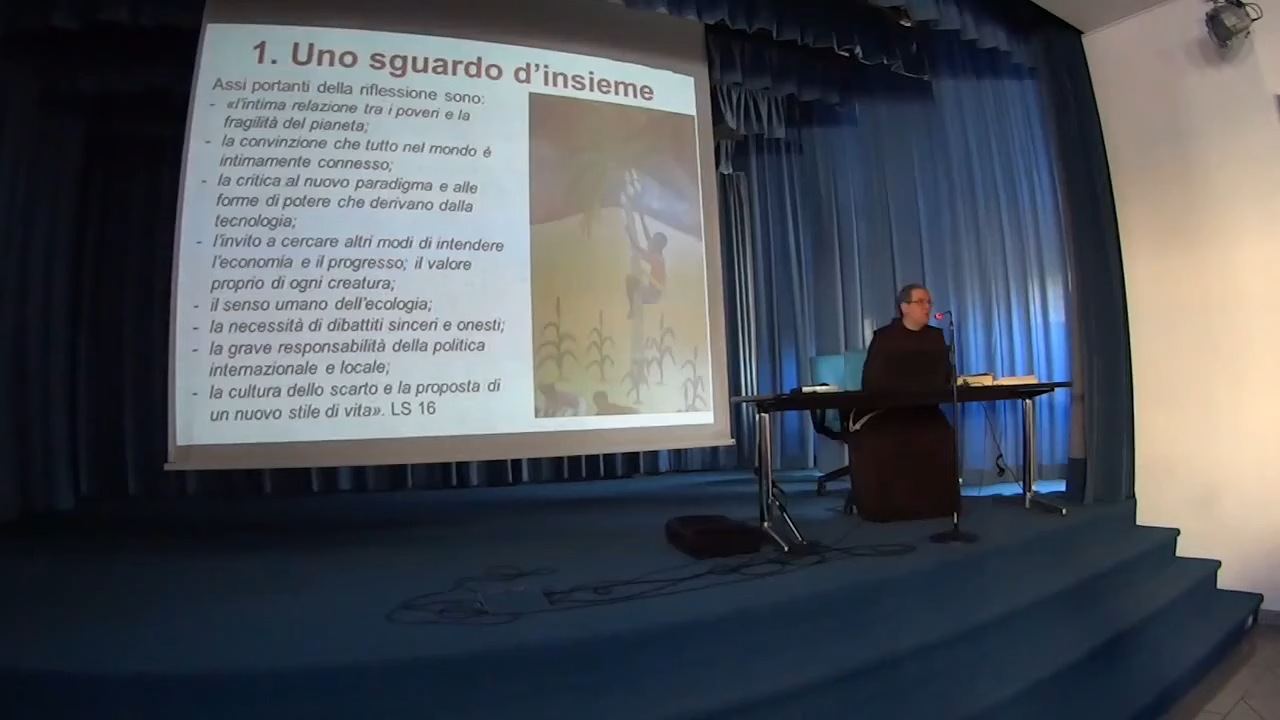 1. Uno sguardo d'insieme
Assi portanti della riflessione sono:
- «l'intima relazione tra i poveri e la
fragilità del pianeta;
- la convinzione che tutto nel mondo è
intimamente connesso;
- la critica al nuovo paradigma e alle
forme di potere che derivano dalla
tecnologia;
- l'invito a cercare altri modi di intendere
l'economia e il progresso; il valore
proprio di ogni creatura;
- il senso umano dell'ecologia;
- la necessità di dibattiti sinceri e onesti;
- la grave responsabilità della politica
internazionale e locale;
- la cultura dello scarto e la proposta di
un nuovo stile di vita». LS 16